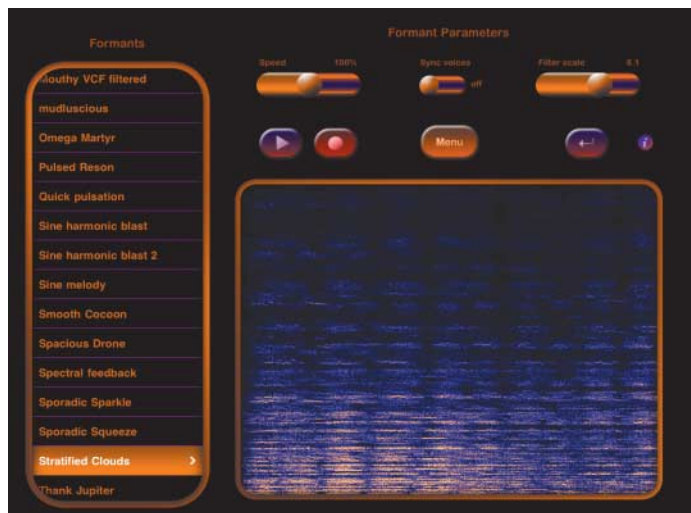 Formants
Formant Parameters
Mouthy VCF filtered
mudluscious
Omega Martyr
Pulsed Reson
Quick pulsation
Sine harmonic blast
Sine harmonic blast 2
Sine melody
Smooth Cocoon
Spacious Drone
Spectral feedback
Sporadic Sparkle
Sporadic Squeeze
Stratified Clouds >
Thank Jupiter
Speed 100%
Sync voices
off
Filter scale 6.1
Menu
i